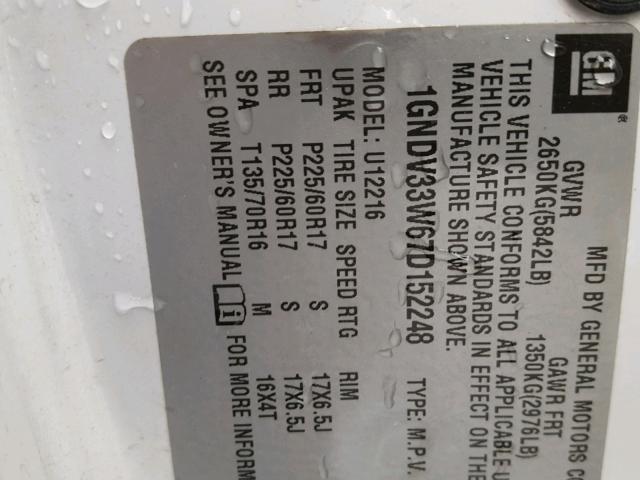 GM
MFD BY GENERAL MOTORS CO
GVWR GAWR FRT
2650KG(5842LB) 1350KG(2976LB)
THIS VEHICLE CONFORMS TO ALL APPLICABLE U
VEHICLE SAFETY STANDARDS IN EFFECT ON THE
MANUFACTURE SHOWN ABOVE.
1GNDV33W67D152248 TYPE: M.P.V.
MODEL: U12216
UPAK TIRE SIZE SPEED RTG RIM
FRT P225/60R17 S 17X6.5J
RR P225/60R17 S 17X6.5J
SPA T135/70R16 M 16X4T
SEE OWNER'S MANUAL FOR MORE INFORM